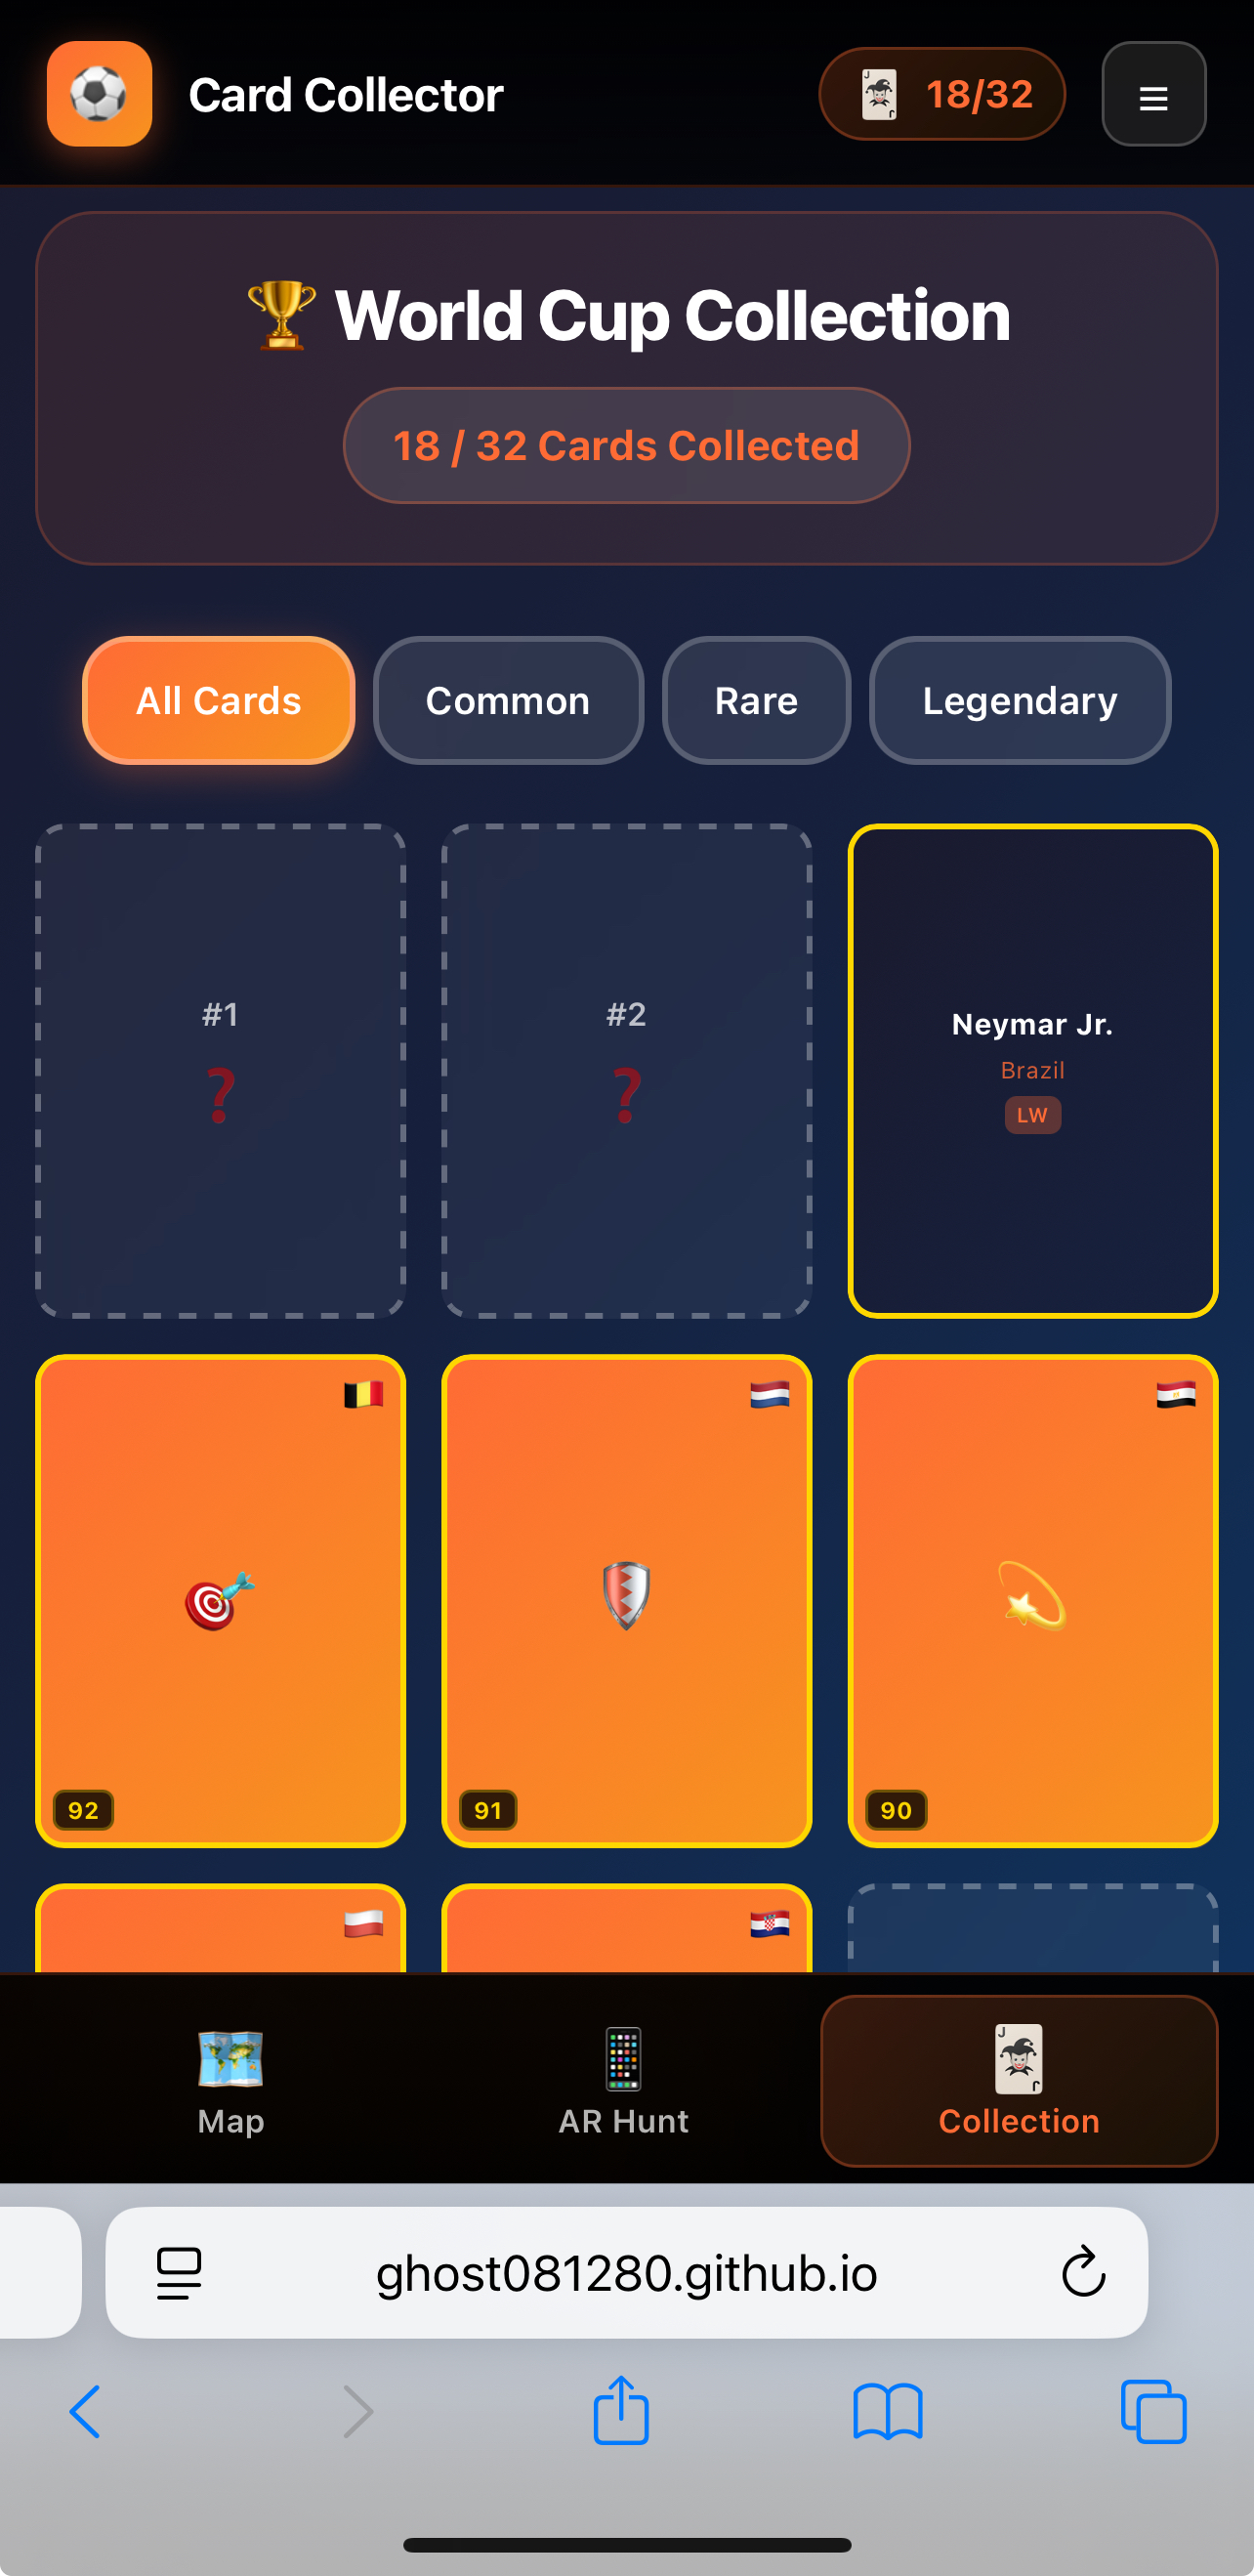 Card Collector
18/32
World Cup Collection
18 / 32 Cards Collected
All Cards
Common
Rare
Legendary
#1
?
#2
?
Neymar Jr.
Brazil
LW
92
91
90
Map
AR Hunt
Collection
ghost081280.github.io